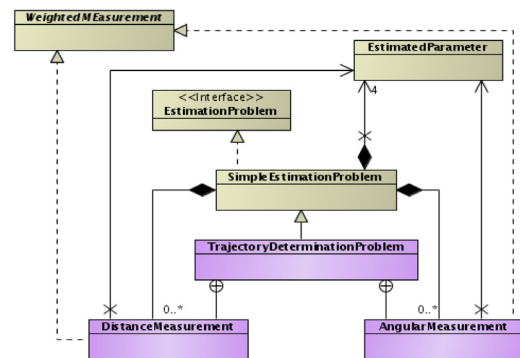 WeightedMEasurement
EstimatedParameter
4
<<Interface>>
EstimationProblem
SimpleEstimationProblem
TrajectoryDeterminationProblem
0..*
0..*
DistanceMeasurement
AngularMeasurement